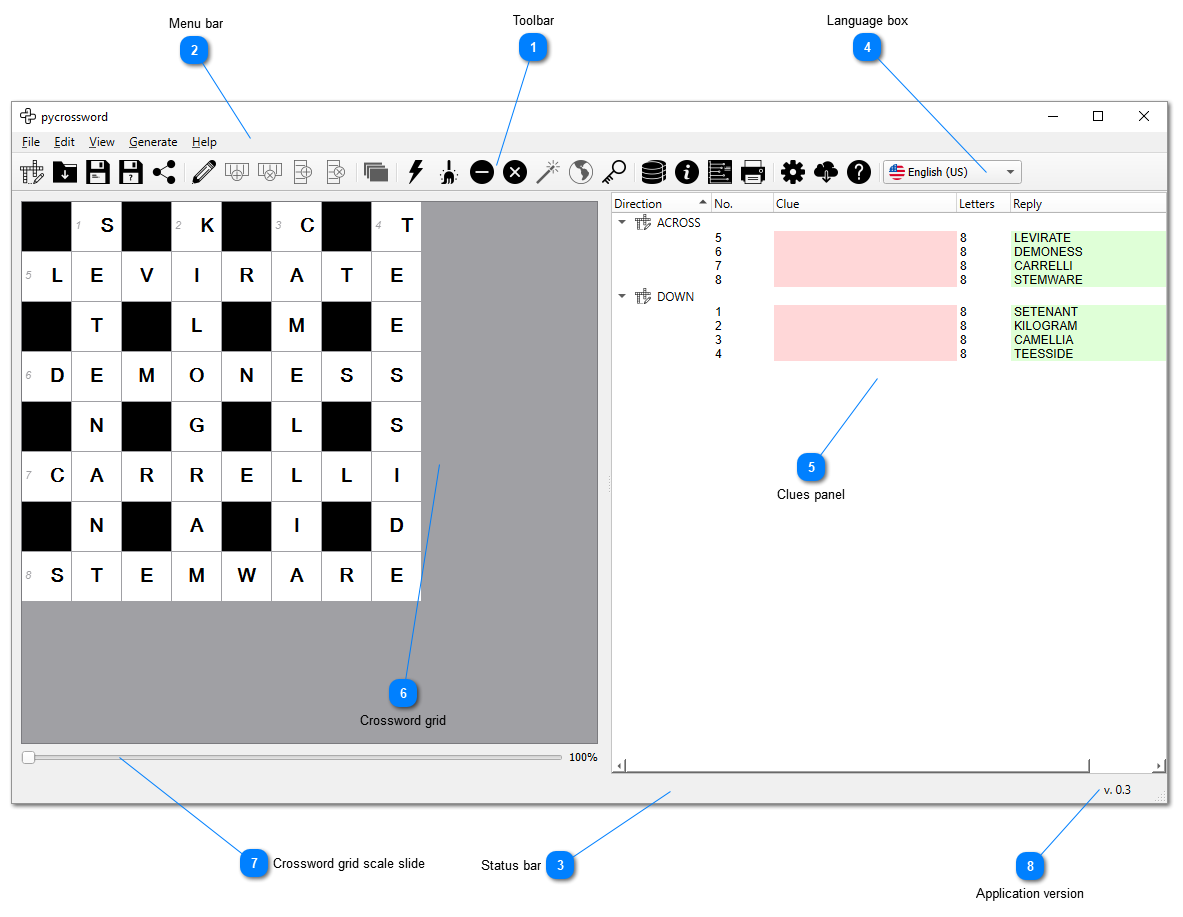 Menu bar
Toolbar
Language box
2
1
4
pycrossword
File Edit View Generate Help
English (US)
Direction No. Clue Letters Reply
ACROSS
5 8 LEVIRATE
6 8 DEMONESS
7 8 CARRELLI
8 8 STEMWARE
DOWN
1 8 SETENANT
2 8 KILOGRAM
3 8 CAMELLIA
4 8 TEESSIDE
1 S 2 K 3 C 4 T
5 L E V I R A T E
T L M E
6 D E M O N E S S
N G L S
7 C A R R E L L I
N A I D
8 S T E M W A R E
5
Clues panel
6
Crossword grid
100%
v. 0.3
7 Crossword grid scale slide
Status bar 3
8
Application version